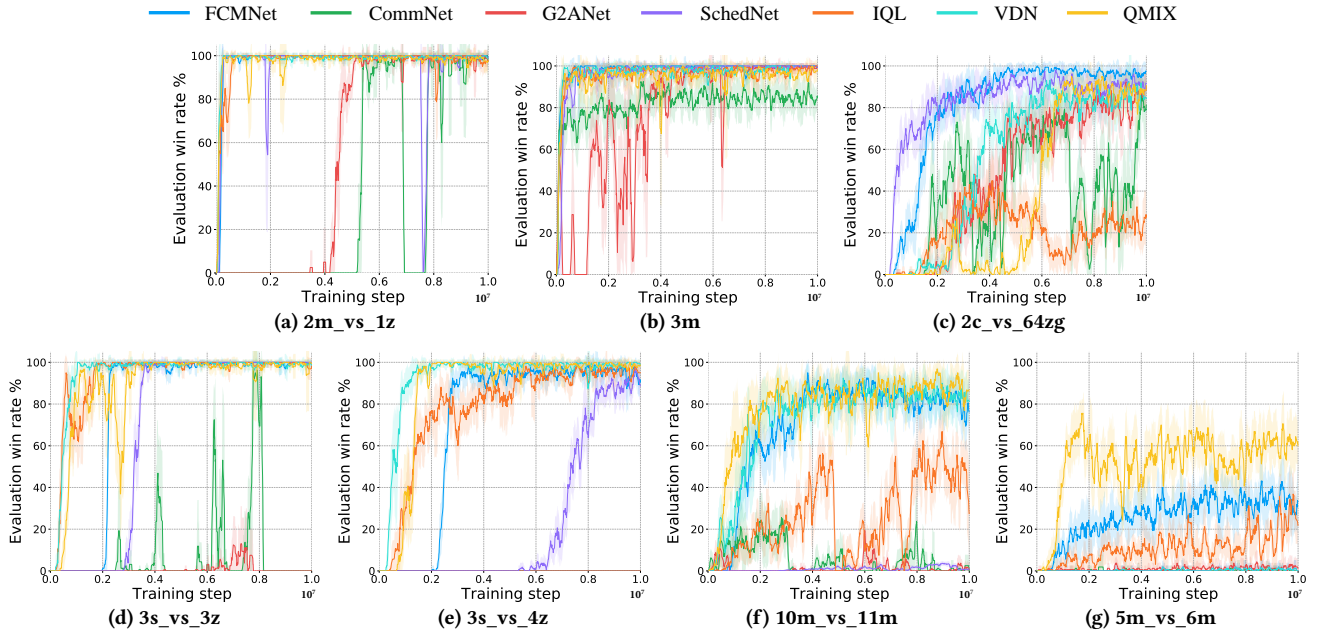 FCMNet CommNet G2ANet SchedNet IQL VDN QMIX
Evaluation win rate %
100
80
60
40
20
0
0.0 0.2 0.4 0.6 0.8 1.0
Training step 10⁷
(a) 2m_vs_1z
Evaluation win rate %
100
80
60
40
20
0
0.0 0.2 0.4 0.6 0.8 1.0
Training step 10⁷
(b) 3m
Evaluation win rate %
100
80
60
40
20
0
0.0 0.2 0.4 0.6 0.8 1.0
Training step 10⁷
(c) 2c_vs_64zg
Evaluation win rate %
100
80
60
40
20
0
0.0 0.2 0.4 0.6 0.8 1.0
Training step 10⁷
(d) 3s_vs_3z
Evaluation win rate %
100
80
60
40
20
0
0.0 0.2 0.4 0.6 0.8 1.0
Training step 10⁷
(e) 3s_vs_4z
Evaluation win rate %
100
80
60
40
20
0
0.0 0.2 0.4 0.6 0.8 1.0
Training step 10⁷
(f) 10m_vs_11m
Evaluation win rate %
100
80
60
40
20
0
0.0 0.2 0.4 0.6 0.8 1.0
Training step 10⁷
(g) 5m_vs_6m